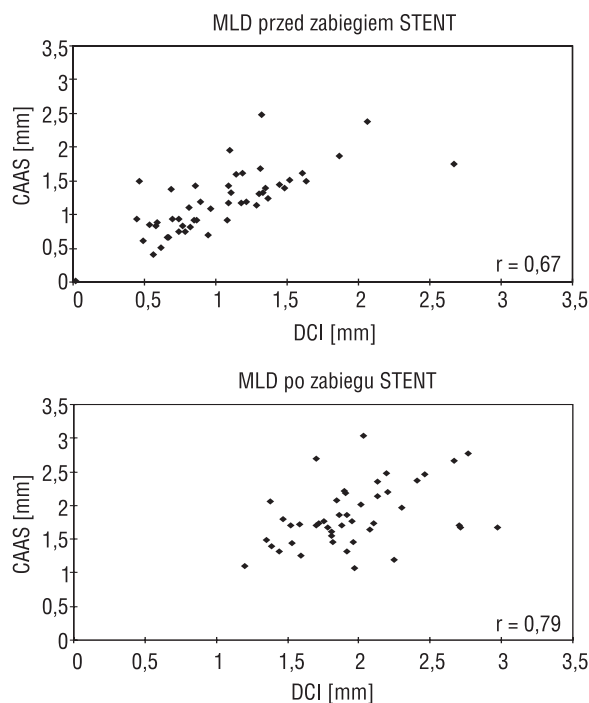 MLD przed zabiegiem STENT
3,5
3
2,5
2
1,5
1
0,5
0
CAAS [mm]
r = 0,67
0 0,5 1 1,5 2 2,5 3 3,5
DCI [mm]
MLD po zabiegu STENT
3,5
3
2,5
2
1,5
1
0,5
0
CAAS [mm]
r = 0,79
0 0,5 1 1,5 2 2,5 3 3,5
DCI [mm]